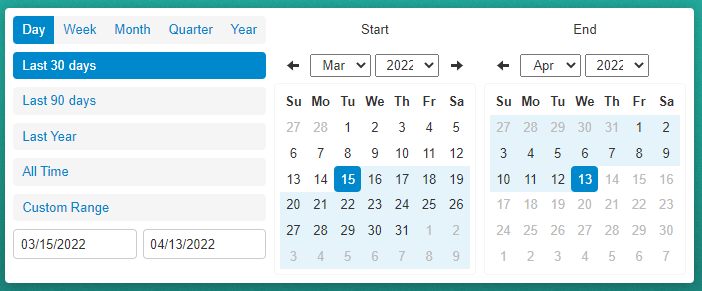 Day Week Month Quarter Year
Last 30 days
Last 90 days
Last Year
All Time
Custom Range
03/15/2022 04/13/2022
Start
Mar 2022
Su Mo Tu We Th Fr Sa
27 28 1 2 3 4 5
6 7 8 9 10 11 12
13 14 15 16 17 18 19
20 21 22 23 24 25 26
27 28 29 30 31 1 2
3 4 5 6 7 8 9
End
Apr 2022
Su Mo Tu We Th Fr Sa
27 28 29 30 31 1 2
3 4 5 6 7 8 9
10 11 12 13 14 15 16
17 18 19 20 21 22 23
24 25 26 27 28 29 30
1 2 3 4 5 6 7